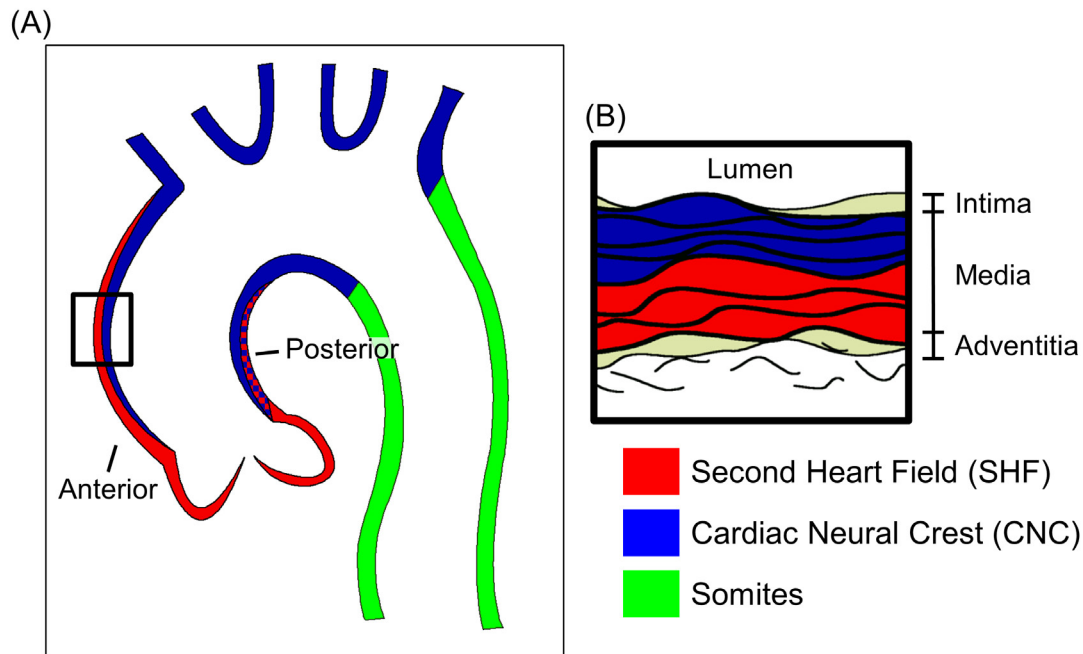 (A)
Posterior
Anterior
(B)
Lumen
Intima
Media
Adventitia
Second Heart Field (SHF)
Cardiac Neural Crest (CNC)
Somites